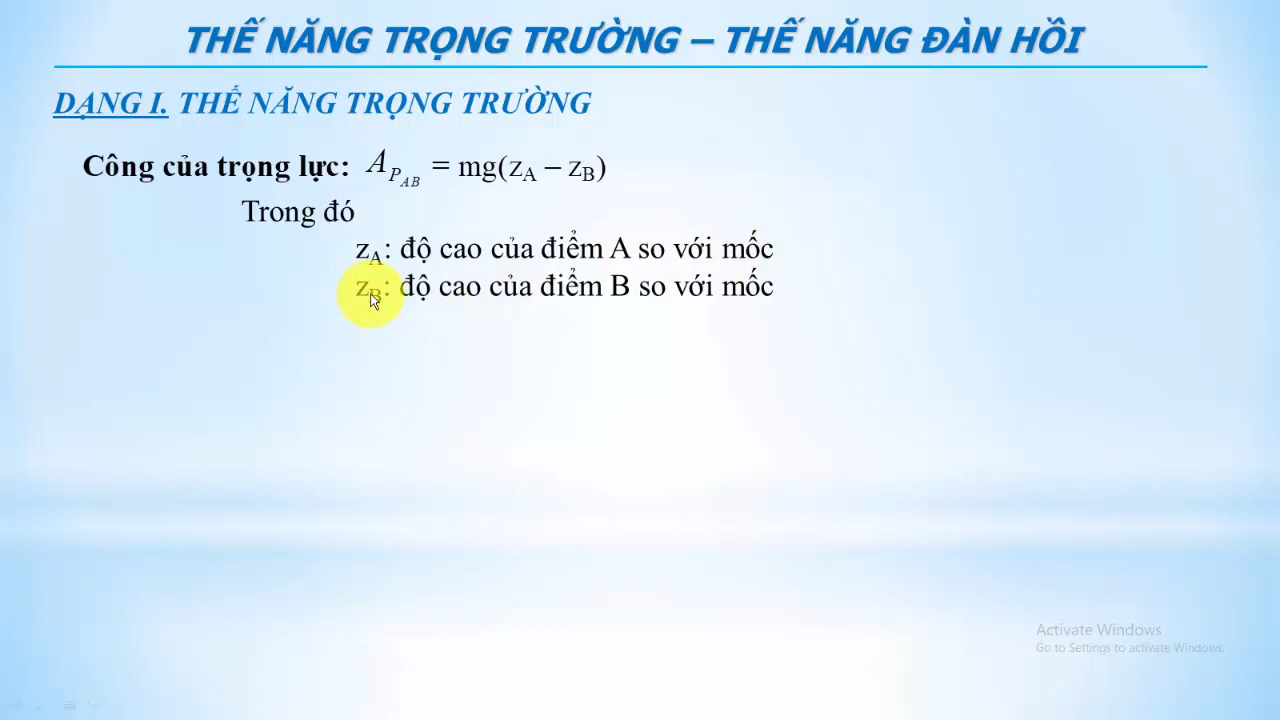 THẾ NĂNG TRỌNG TRƯỜNG – THẾ NĂNG ĐÀN HỒI
DẠNG I. THẾ NĂNG TRỌNG TRƯỜNG
Công của trọng lực: A_{P_{AB}} = mg(z_A – z_B)
Trong đó
z_A: độ cao của điểm A so với mốc
z_B: độ cao của điểm B so với mốc
Activate Windows
Go to Settings to activate Windows.